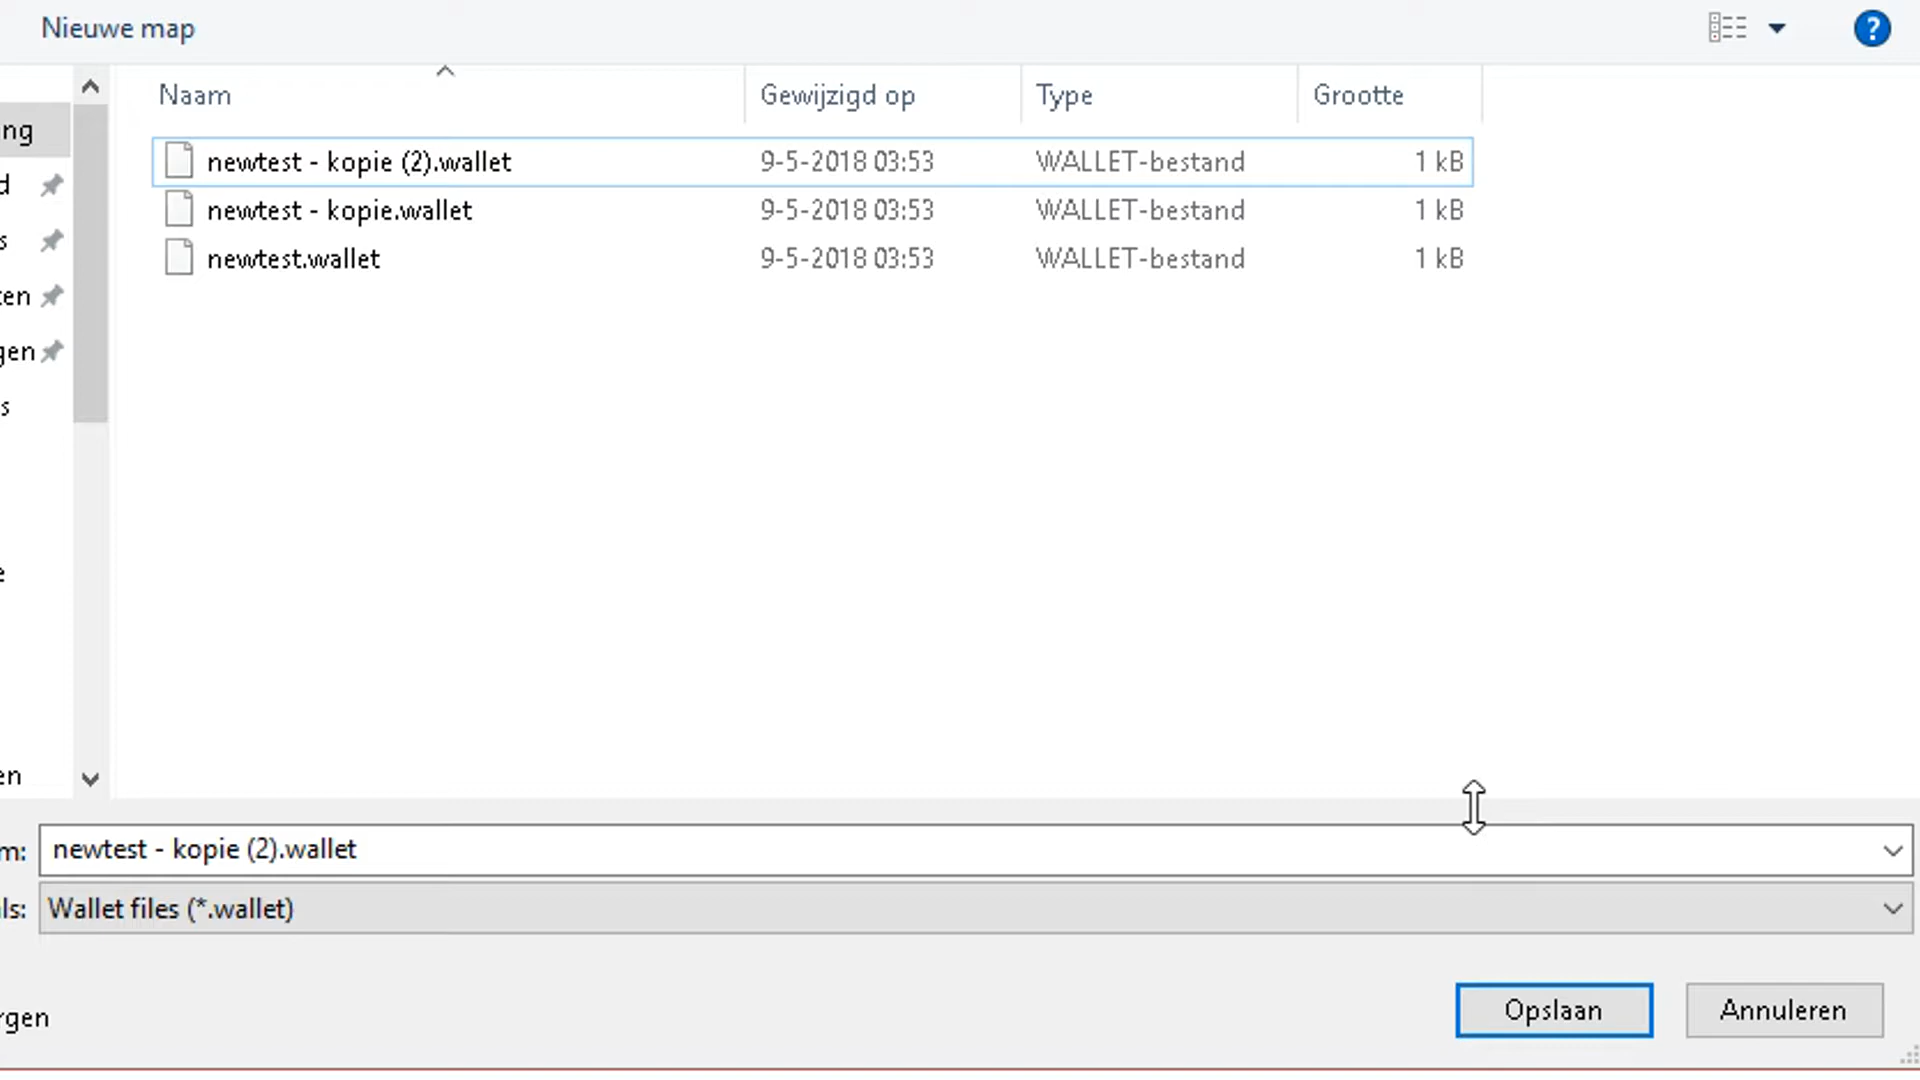 Nieuwe map
?
Naam Gewijzigd op Type Grootte
ng
newtest - kopie (2).wallet 9-5-2018 03:53 WALLET-bestand 1 kB
d
newtest - kopie.wallet 9-5-2018 03:53 WALLET-bestand 1 kB
s
newtest.wallet 9-5-2018 03:53 WALLET-bestand 1 kB
ten
gen
s
e
en
m: newtest - kopie (2).wallet
ls: Wallet files (*.wallet)
rgen
Opslaan Annuleren